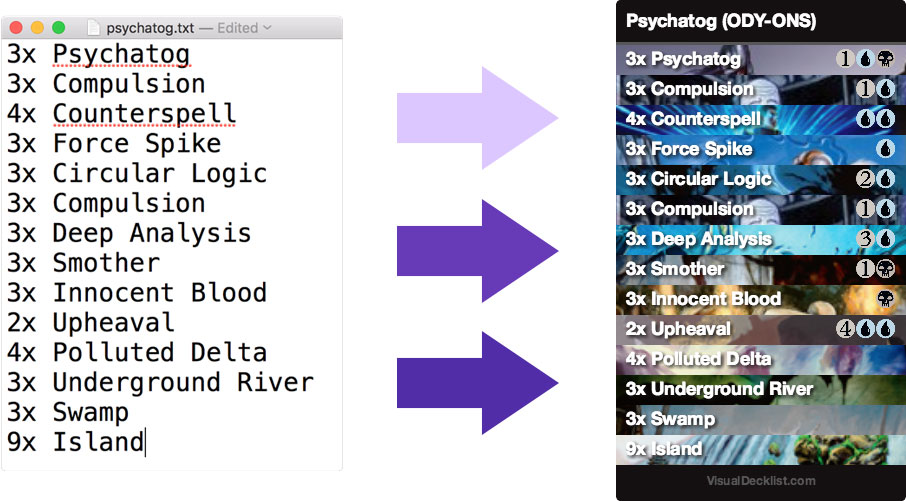 psychatog.txt — Edited
3x Psychatog
3x Compulsion
4x Counterspell
3x Force Spike
3x Circular Logic
3x Compulsion
3x Deep Analysis
3x Smother
3x Innocent Blood
2x Upheaval
4x Polluted Delta
3x Underground River
3x Swamp
9x Island
Psychatog (ODY-ONS)
3x Psychatog 1
3x Compulsion 1
4x Counterspell
3x Force Spike
3x Circular Logic 2
3x Compulsion 1
3x Deep Analysis 3
3x Smother 1
3x Innocent Blood
2x Upheaval 4
4x Polluted Delta
3x Underground River
3x Swamp
9x Island
VisualDecklist.com